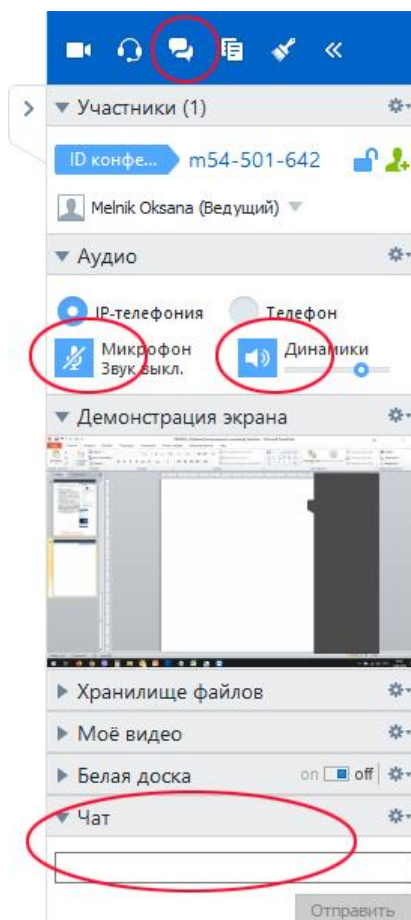 Участники (1)
ID конфе... m54-501-642
Melnik Oksana (Ведущий)
Аудио
IP-телефония Телефон
Микрофон Динамики
Звук выкл.
Демонстрация экрана
Хранилище файлов
Моё видео
Белая доска on off
Чат
Отправить